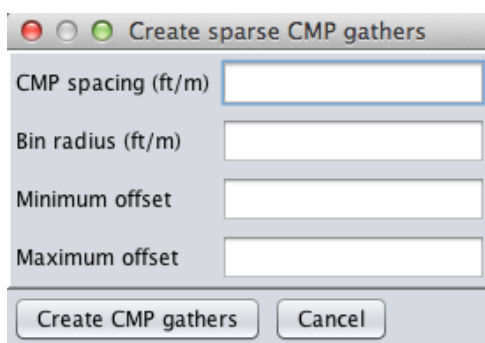 Create sparse CMP gathers
CMP spacing (ft/m)
Bin radius (ft/m)
Minimum offset
Maximum offset
Create CMP gathers Cancel